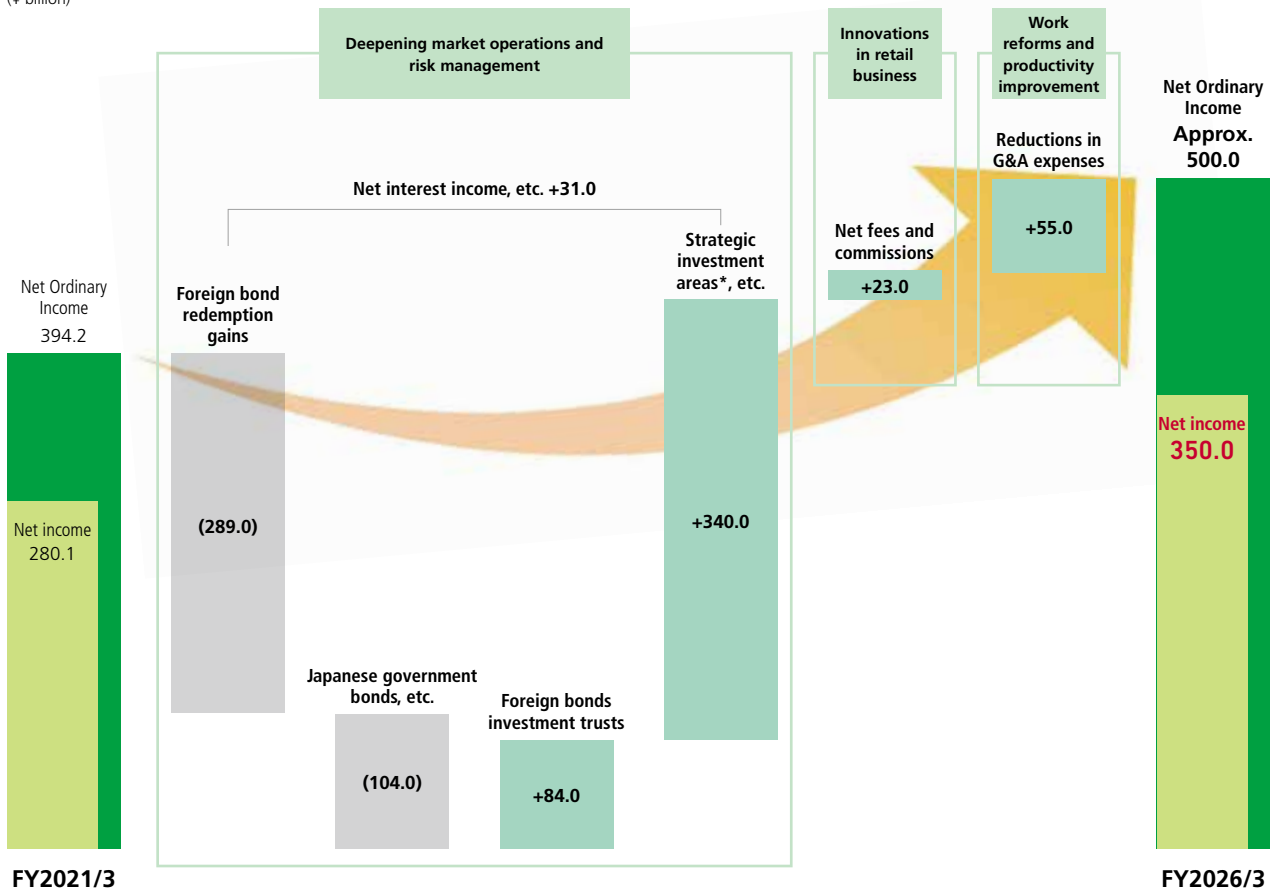 (¥ billion)
Deepening market operations and
risk management
Innovations
in retail
business
Work
reforms and
productivity
improvement
Net Ordinary
Income
Approx.
500.0
Reductions in
G&A expenses
+55.0
Net interest income, etc. +31.0
Net fees and
commissions
+23.0
Strategic
investment
areas*, etc.
+340.0
Net Ordinary
Income
394.2
Foreign bond
redemption
gains
(289.0)
Net income
350.0
Net income
280.1
Japanese government
bonds, etc.
(104.0)
Foreign bonds
investment trusts
+84.0
FY2021/3
FY2026/3